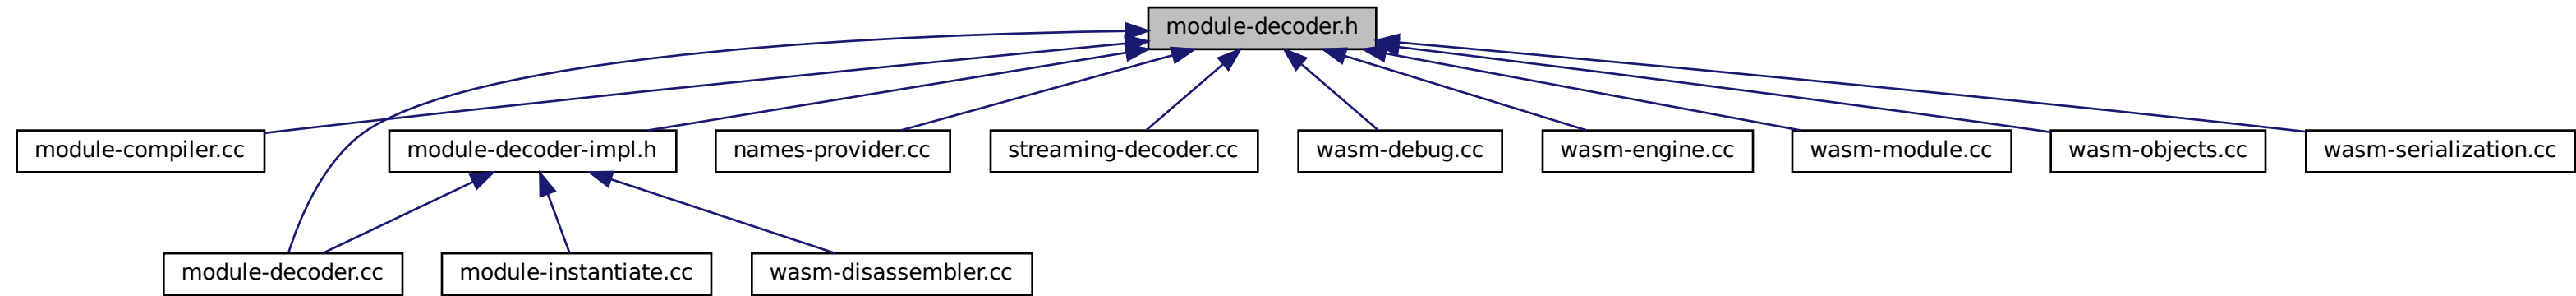 module-decoder.h
module-compiler.cc
module-decoder-impl.h
names-provider.cc
streaming-decoder.cc
wasm-debug.cc
wasm-engine.cc
wasm-module.cc
wasm-objects.cc
wasm-serialization.cc
module-decoder.cc
module-instantiate.cc
wasm-disassembler.cc